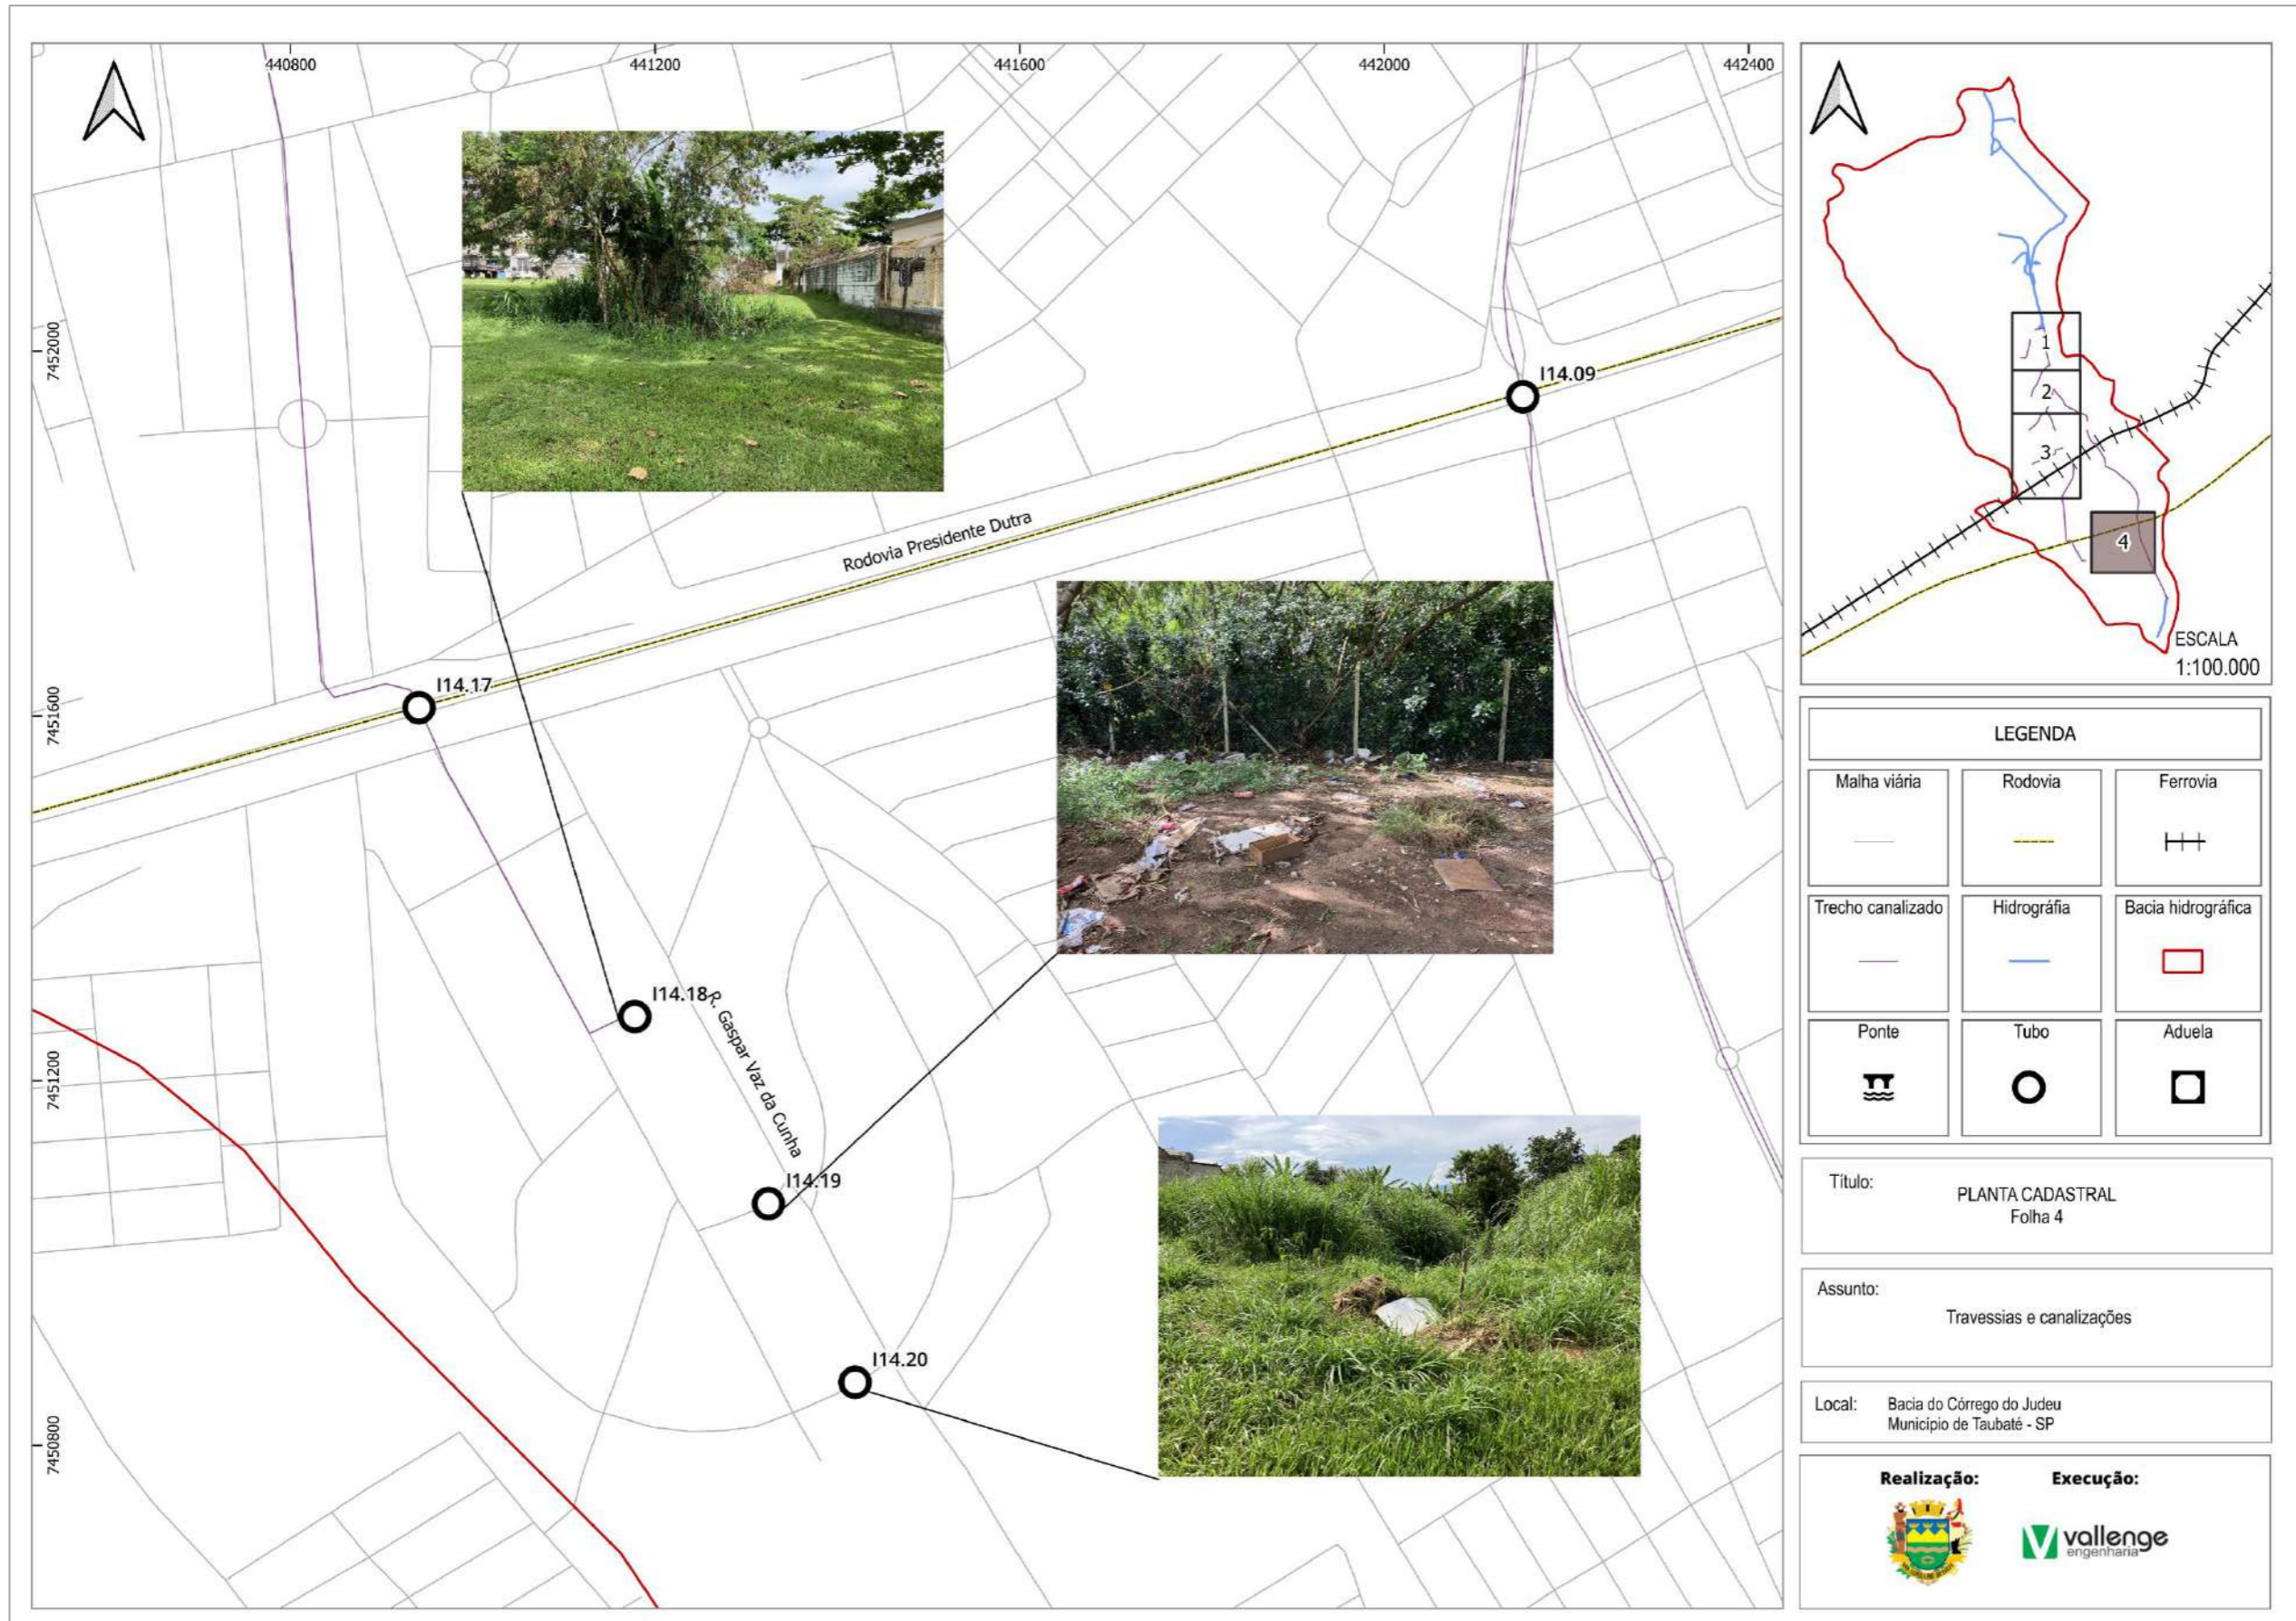 440800
441200
441600
442000
442400
7452000
7451600
7451200
7450800
I14.09
Rodovia Presidente Dutra
I14.17
I14.18
R. Gaspar Vaz da Cunha
I14.19
I14.20
1
2
3
4
ESCALA
1:100.000
LEGENDA
Malha viária
Rodovia
Ferrovia
Trecho canalizado
Hidrográfia
Bacia hidrográfica
Ponte
Tubo
Aduela
Título:
PLANTA CADASTRAL
Folha 4
Assunto:
Travessias e canalizações
Local:
Bacia do Córrego do Judeu
Município de Taubaté - SP
Realização:
Execução:
vallenge
engenharia